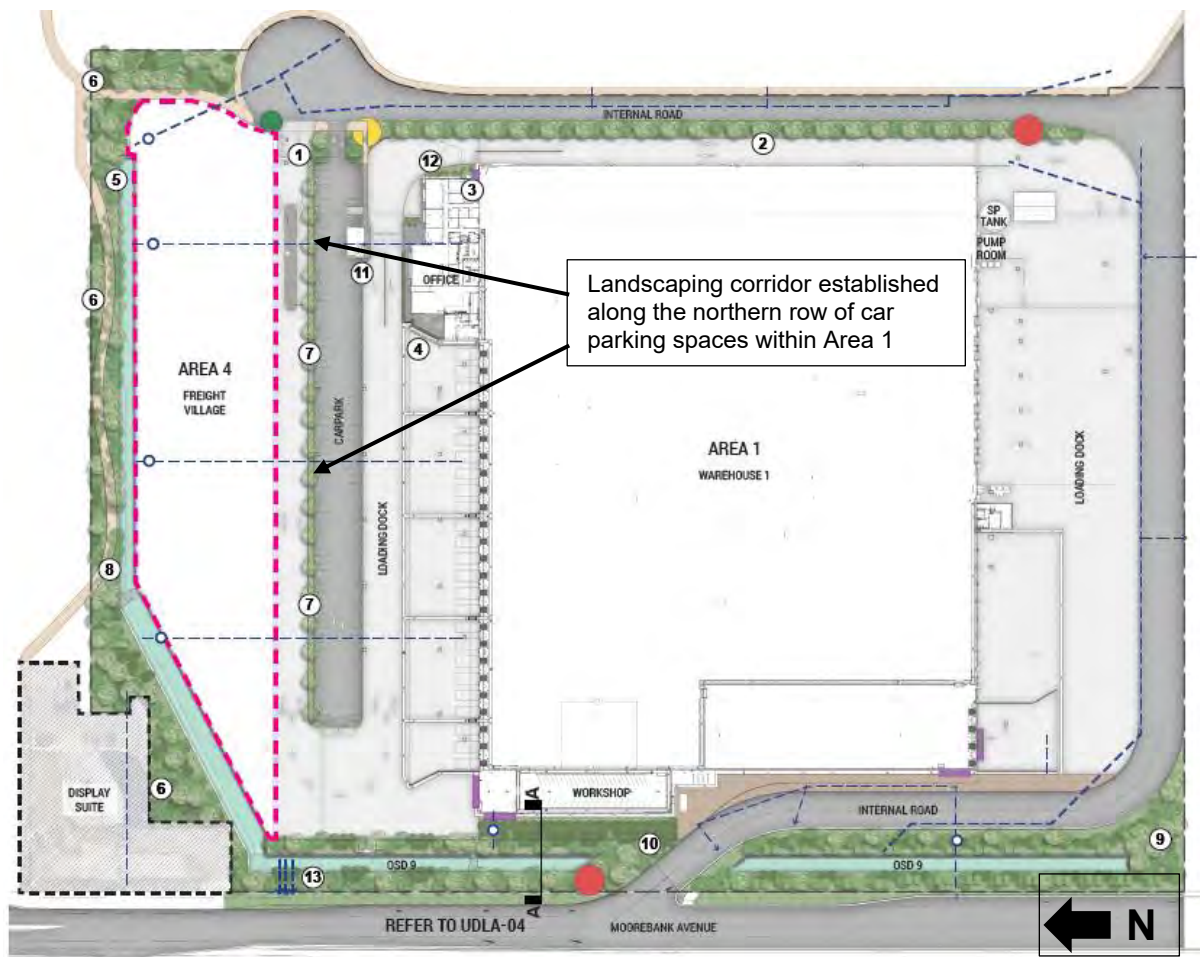 6
INTERNAL ROAD
1
2
12
5
3
SP
TANK
PUMP
ROOM
11
OFFICE
6
Landscaping corridor established
along the northern row of car
parking spaces within Area 1
4
7
AREA 4
FREIGHT
VILLAGE
CARPARK
AREA 1
WAREHOUSE 1
LOADING DOCK
LOADING DOCK
8
7
DISPLAY
SUITE
6
WORKSHOP
A
INTERNAL ROAD
10
9
OSD 9
OSD 9
13
A
REFER TO UDLA-04
MOOREBANK AVENUE
N